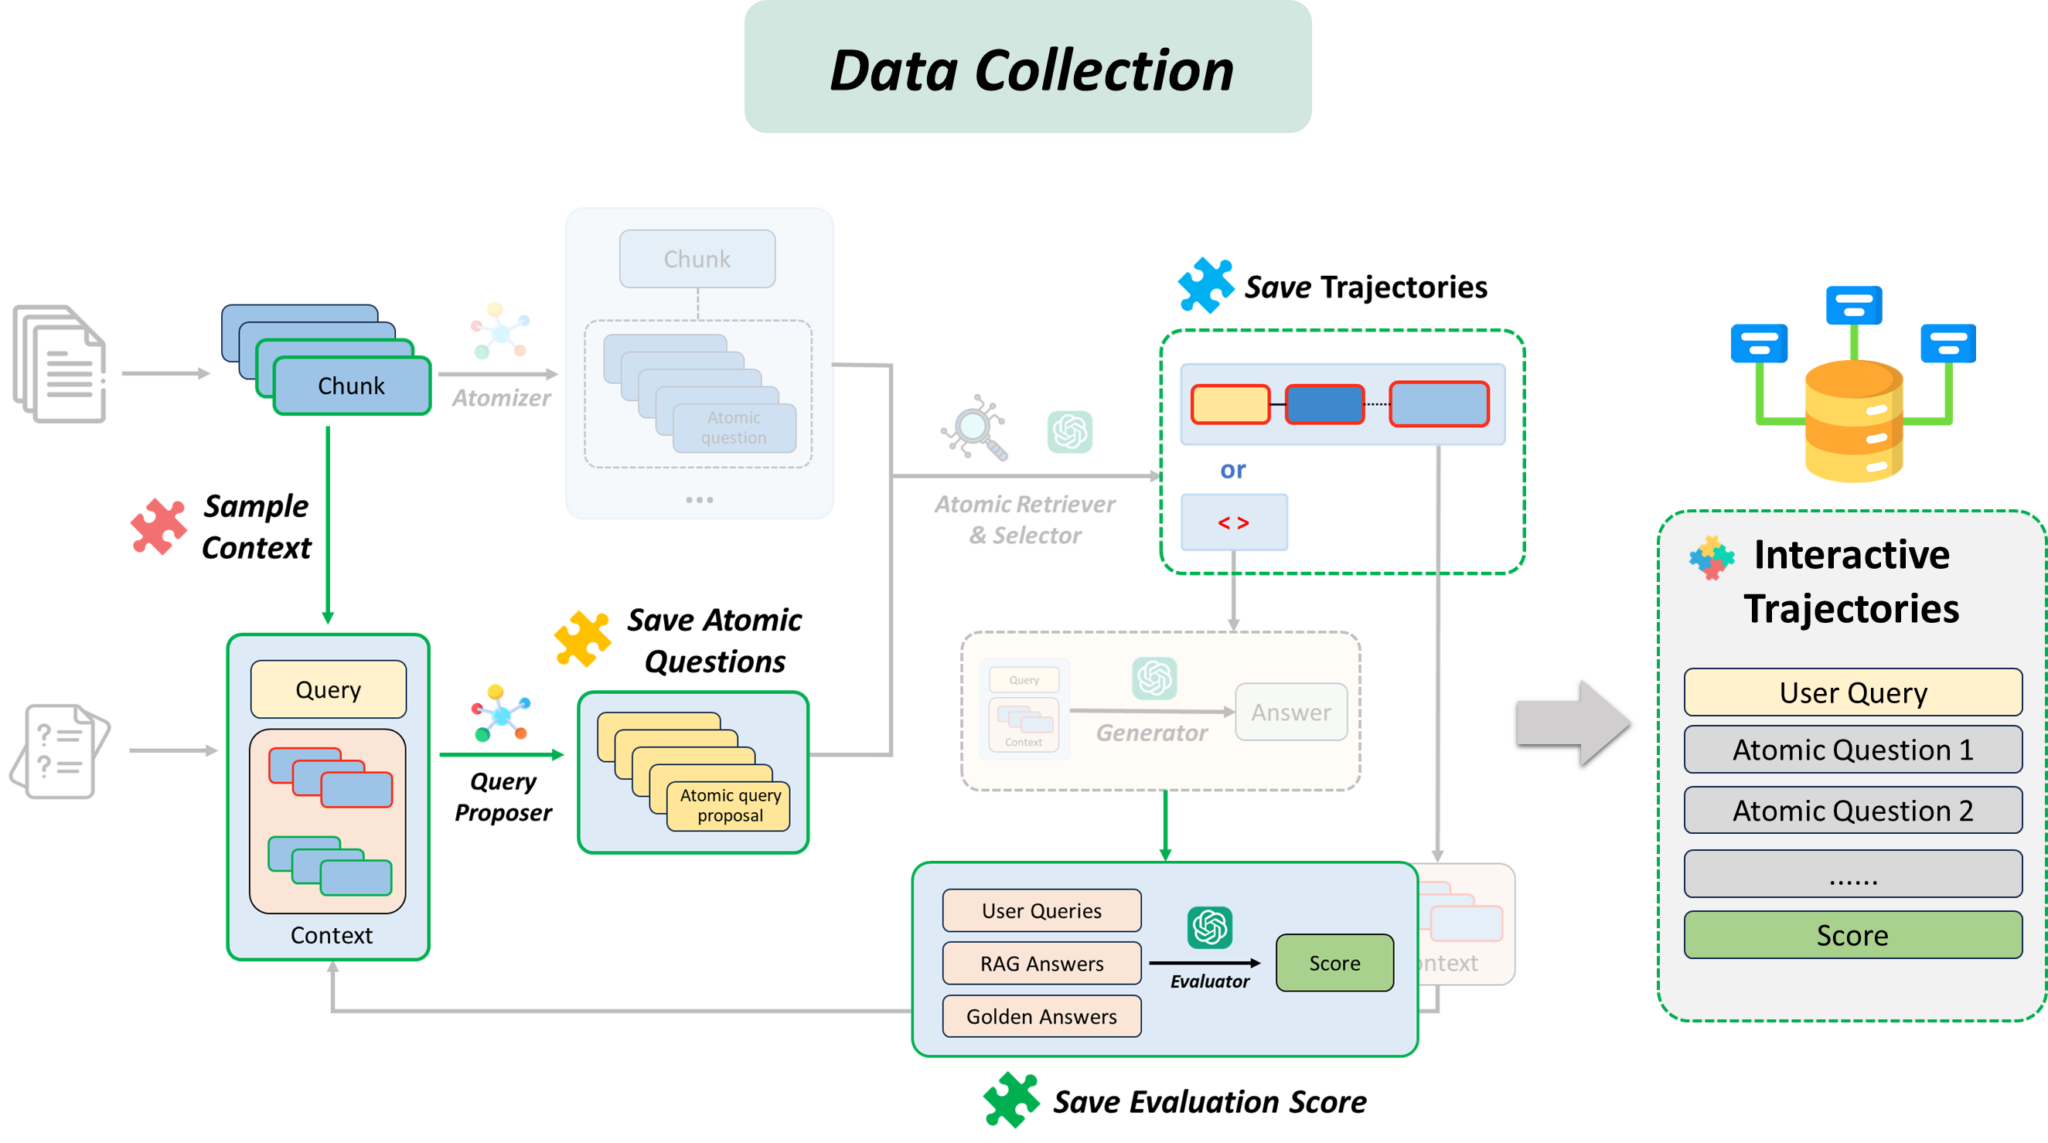 Data Collection
Chunk
Atomizer
Chunk
Atomic
question
...
Sample
Context
Atomic Retriever
& Selector
Save Trajectories
or
< >
Query
Context
Query
Proposer
Save Atomic
Questions
Atomic query
proposal
Query
Context
Generator
Answer
User Queries
RAG Answers
Golden Answers
Evaluator
Score
ntext
Save Evaluation Score
Interactive
Trajectories
User Query
Atomic Question 1
Atomic Question 2
......
Score